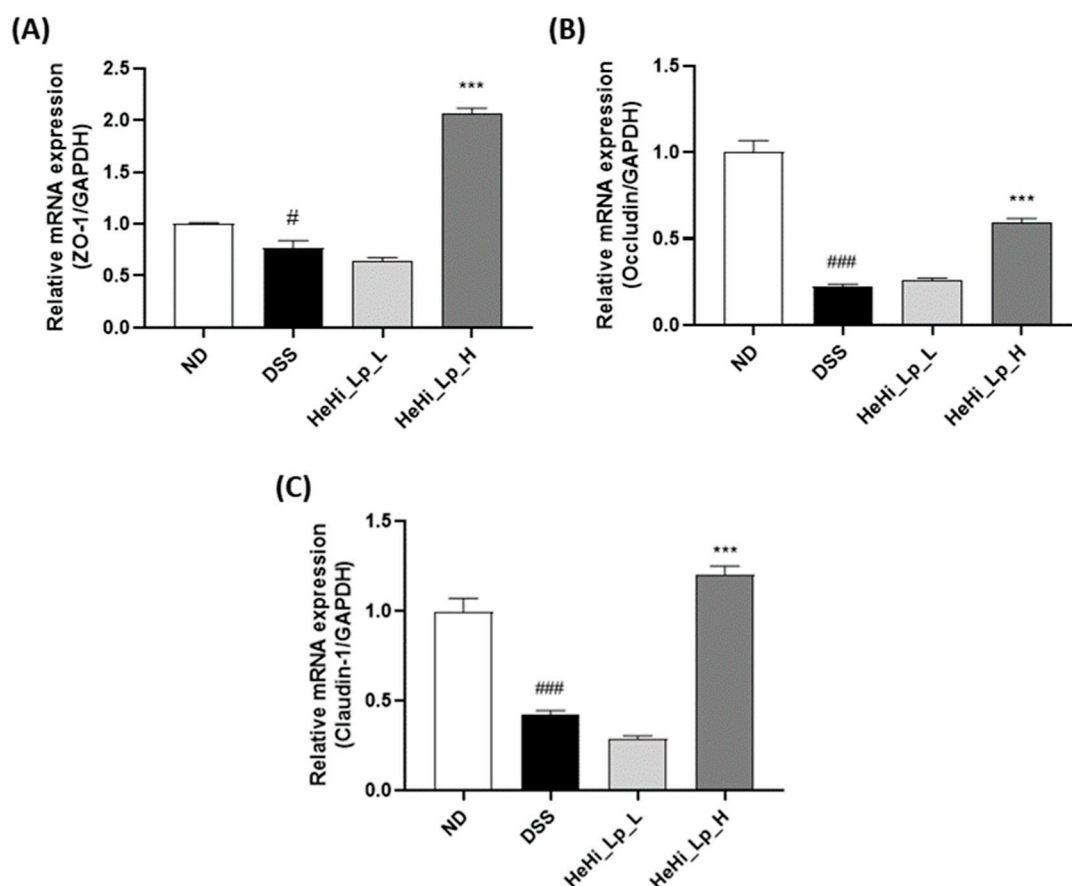 (A)
Relative mRNA expression
(ZO-1/GAPDH)
2.5
2.0
1.5
1.0
0.5
0.0
#
***
ND
DSS
HeHi_Lp_L
HeHi_Lp_H
(B)
Relative mRNA expression
(Occludin/GAPDH)
1.5
1.0
0.5
0.0
###
***
ND
DSS
HeHi_Lp_L
HeHi_Lp_H
(C)
Relative mRNA expression
(Claudin-1/GAPDH)
1.5
1.0
0.5
0.0
###
***
ND
DSS
HeHi_Lp_L
HeHi_Lp_H